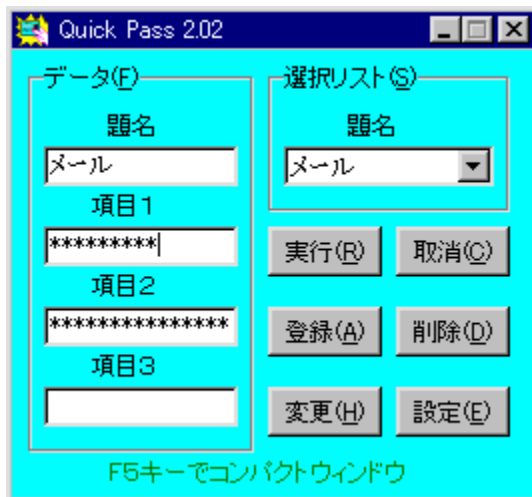 Quick Pass 2.02
データ(F)
題名
メール
項目1
*********
項目2
***************
項目3
選択リスト(S)
題名
メール
実行(R) 取消(C)
登録(A) 削除(D)
変更(H) 設定(E)
F5キーでコンパクトウィンドウ